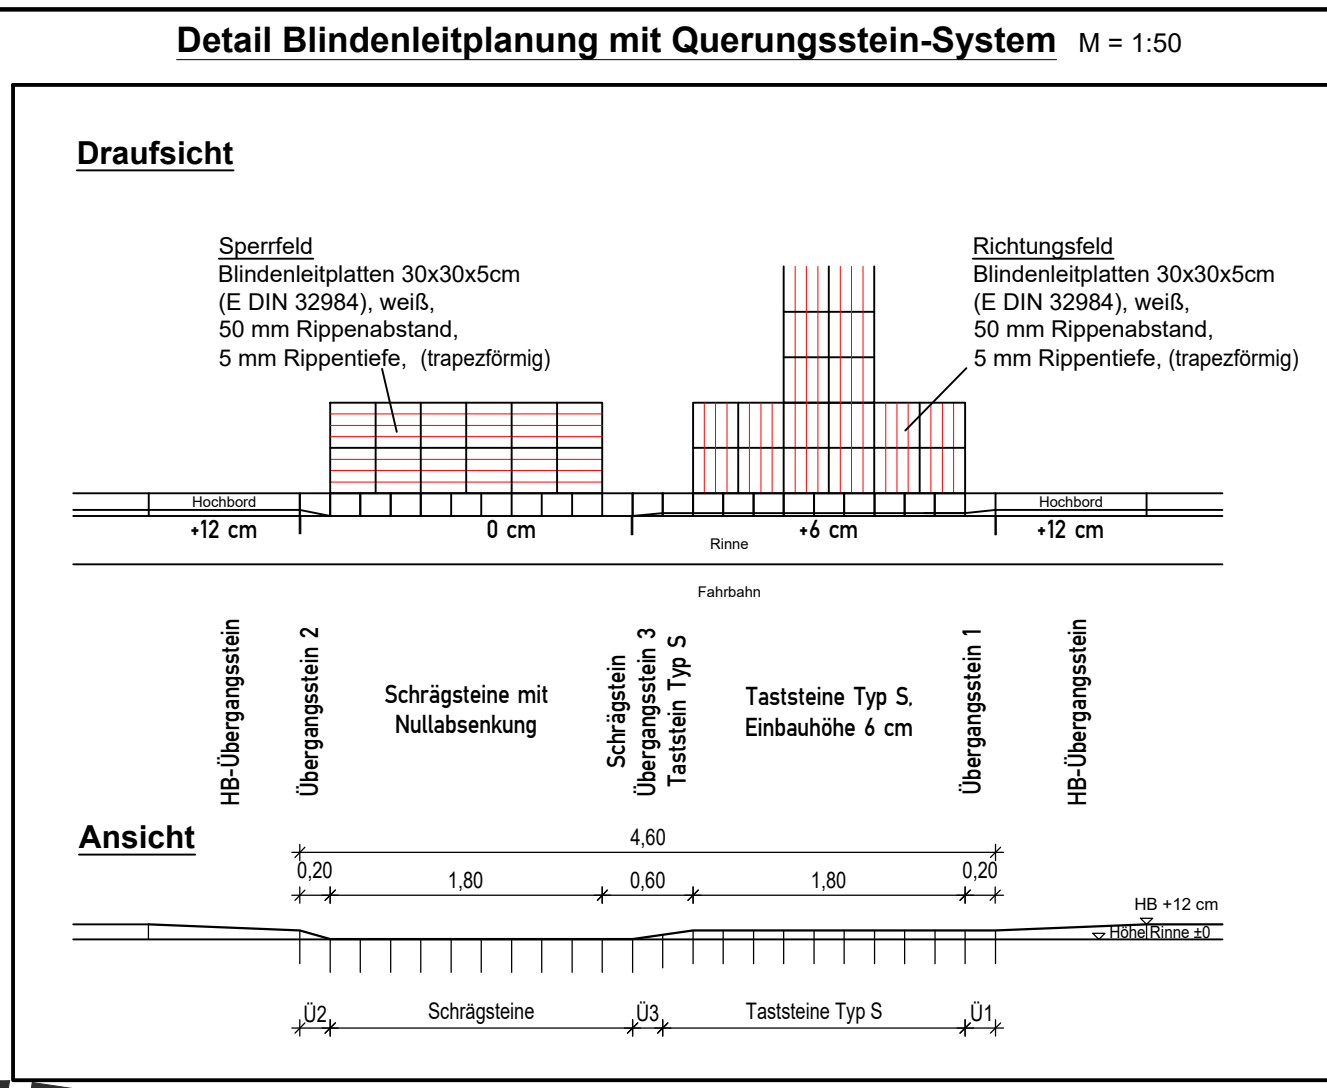 Detail Blindenleitplanung mit Querungsstein-System M = 1:50
Draufsicht
Sperrfeld
Blindenleitplatten 30x30x5cm
(E DIN 32984), weiß,
50 mm Rippenabstand,
5 mm Rippentiefe, (trapezförmig)
Richtungsfeld
Blindenleitplatten 30x30x5cm
(E DIN 32984), weiß,
50 mm Rippenabstand,
5 mm Rippentiefe, (trapezförmig)
Hochbord
Hochbord
+12 cm
0 cm
+6 cm
+12 cm
Rinne
Fahrbahn
HB-Übergangsstein
Übergangsstein 2
Schrägsteine mit
Nullabsenkung
Schrägstein
Übergangsstein 3
Taststein Typ S
Taststeine Typ S,
Einbauhöhe 6 cm
Übergangsstein 1
HB-Übergangsstein
Ansicht
4,60
0,20
1,80
0,60
1,80
0,20
HB +12 cm
Höhe Rinne ±0
Ü2
Schrägsteine
Ü3
Taststeine Typ S
Ü1